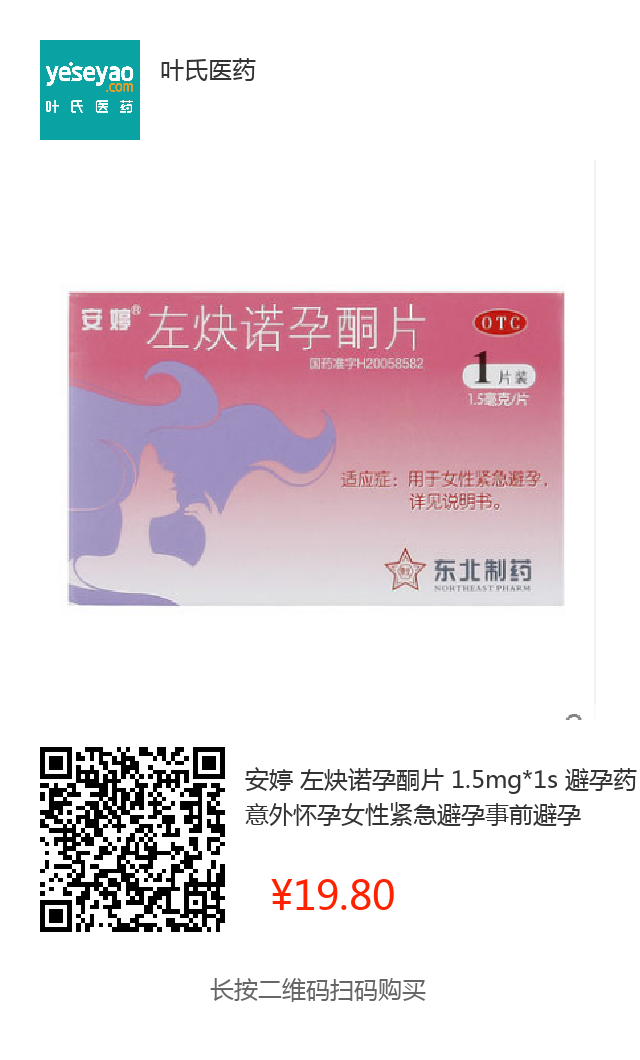 yeseyao
.com
叶氏医药
叶氏医药
安婷® 左炔诺孕酮片
国药准字H20058582
OTC
1片装
1.5毫克/片
适应症：用于女性紧急避孕，
详见说明书。
东北制药
NORTHEAST PHARM
安婷 左炔诺孕酮片 1.5mg*1s 避孕药
意外怀孕女性紧急避孕事前避孕
¥19.80
长按二维码扫码购买